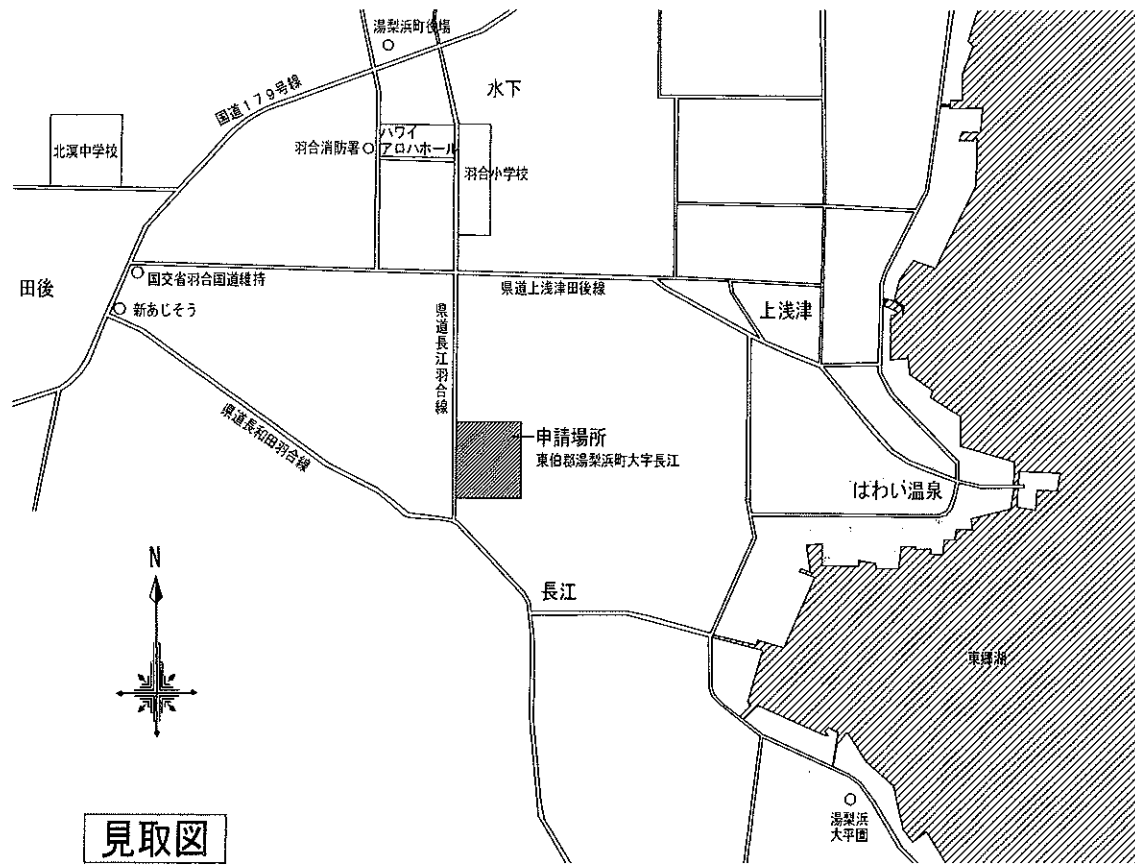 湯梨浜町役場
国道179号線
水下
北溟中学校
ハワイ
アロハホール
羽合消防署
羽合小学校
田後
国交省羽合国道維持
新あじそう
県道上浅津田後線
上浅津
県道長江羽合線
県道長和田羽合線
申請場所
東伯郡湯梨浜町大字長江
はわい温泉
N
長江
東郷湖
湯梨浜
大平園
見取図